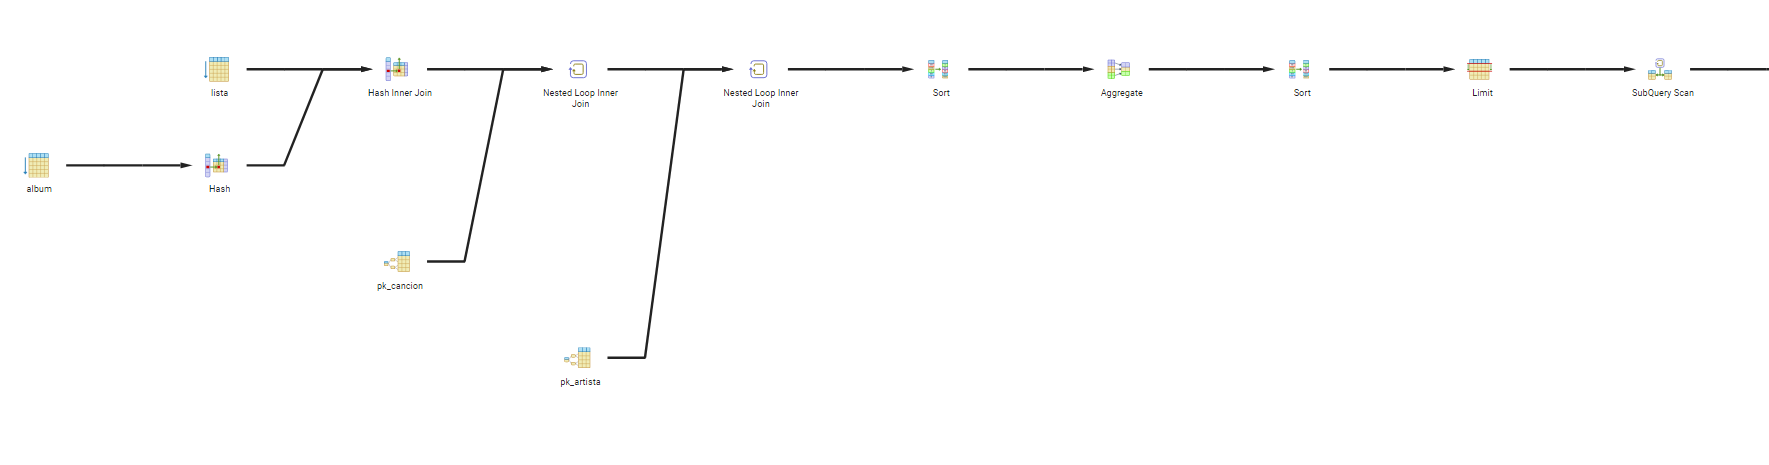 lista
Hash Inner Join
Nested Loop Inner
Join
Nested Loop Inner
Join
Sort
Aggregate
Sort
Limit
SubQuery Scan
album
Hash
pk_cancion
pk_artista